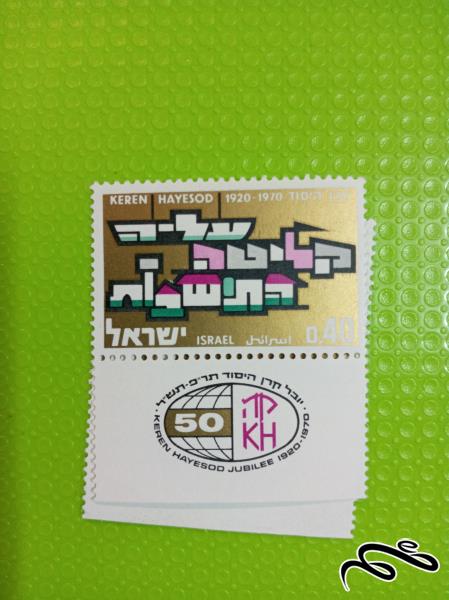 KEREN HAYESOD 1920-1970 קרן היסוד
עליה
קליטה
התישבות
ישראל ISRAEL اسرائيل 0.40
יובל קרן היסוד תר״פ-תש״ל
50 קה KH
KEREN HAYESOD JUBILEE 1920-1970